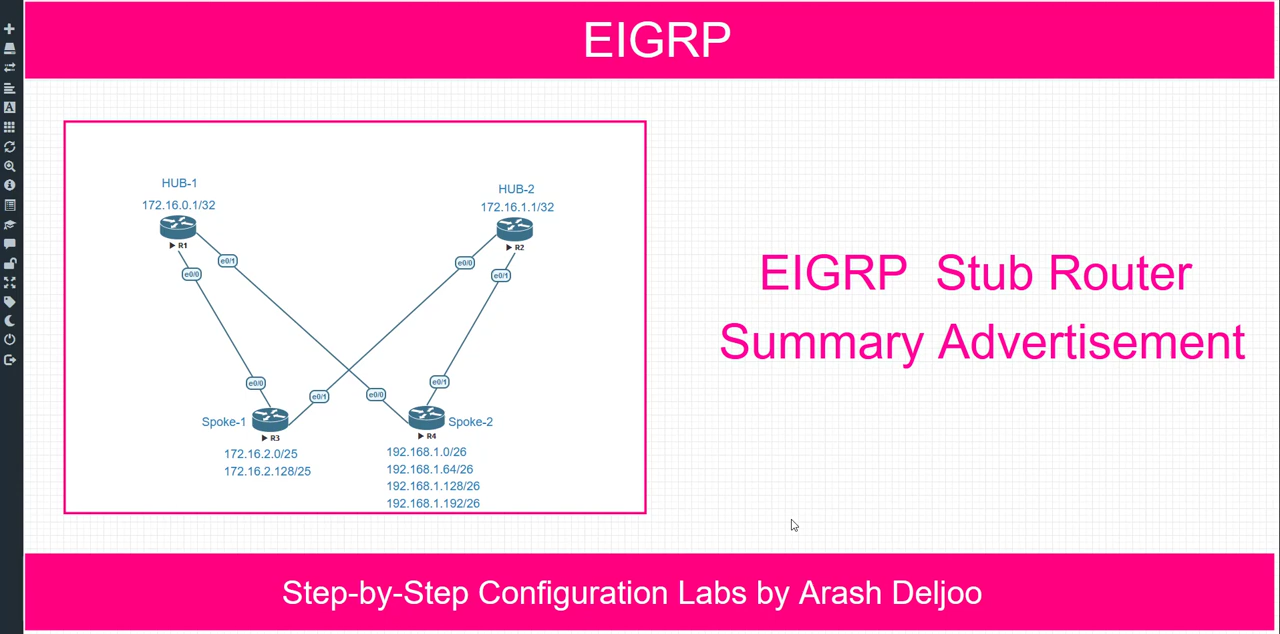 EIGRP
HUB-1
172.16.0.1/32
R1
e0/0
e0/1
HUB-2
172.16.1.1/32
R2
e0/0
e0/1
e0/0
e0/1
Spoke-1
R3
172.16.2.0/25
172.16.2.128/25
e0/0
e0/1
Spoke-2
R4
192.168.1.0/26
192.168.1.64/26
192.168.1.128/26
192.168.1.192/26
EIGRP Stub Router
Summary Advertisement
Step-by-Step Configuration Labs by Arash Deljoo